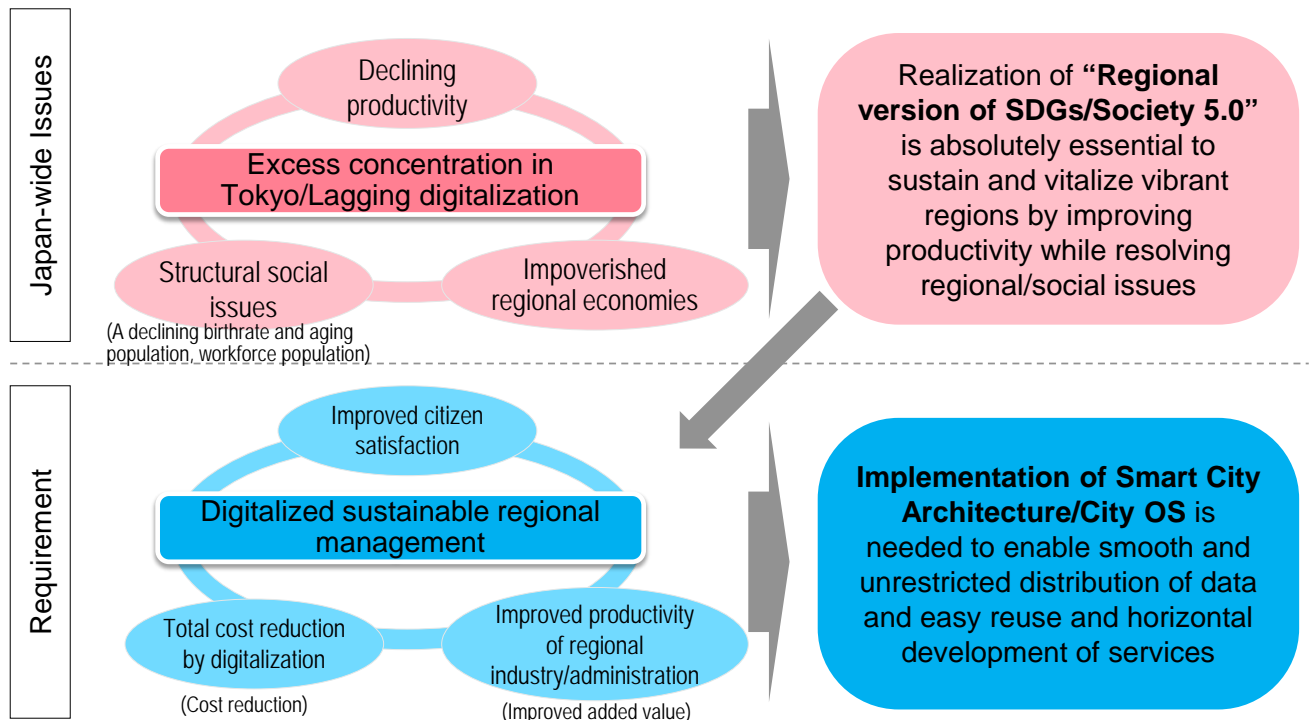 Japan-wide Issues
Declining
productivity
Excess concentration in
Tokyo/Lagging digitalization
Structural social
issues
(A declining birthrate and aging
population, workforce population)
Impoverished
regional economies
Realization of “Regional
version of SDGs/Society 5.0”
is absolutely essential to
sustain and vitalize vibrant
regions by improving
productivity while resolving
regional/social issues
Requirement
Improved citizen
satisfaction
Digitalized sustainable regional
management
Total cost reduction
by digitalization
(Cost reduction)
Improved productivity
of regional
industry/administration
(Improved added value)
Implementation of Smart City
Architecture/City OS is
needed to enable smooth and
unrestricted distribution of data
and easy reuse and horizontal
development of services